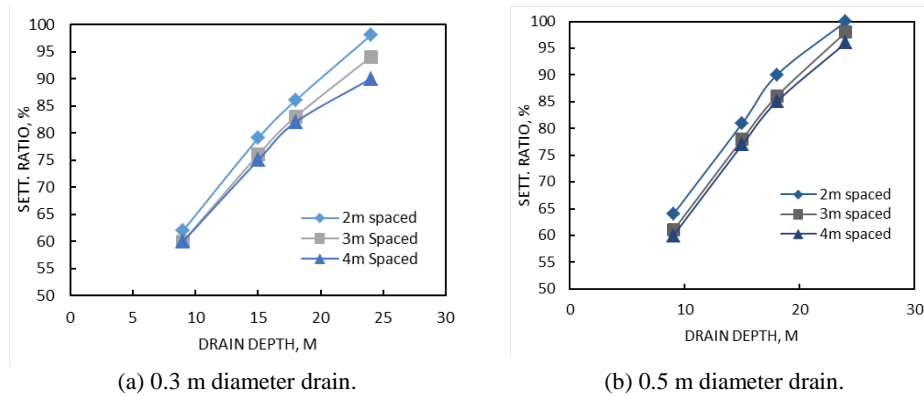 100
95
90
85
80
75
70
65
60
55
50
SETT. RATIO, %
0 5 10 15 20 25 30
DRAIN DEPTH, M
2m spaced
3m Spaced
4m Spaced
(a) 0.3 m diameter drain.
100
95
90
85
80
75
70
65
60
55
50
SETT. RATIO, %
0 10 20 30
DRAIN DEPTH, M
2m spaced
3m spaced
4m spaced
(b) 0.5 m diameter drain.